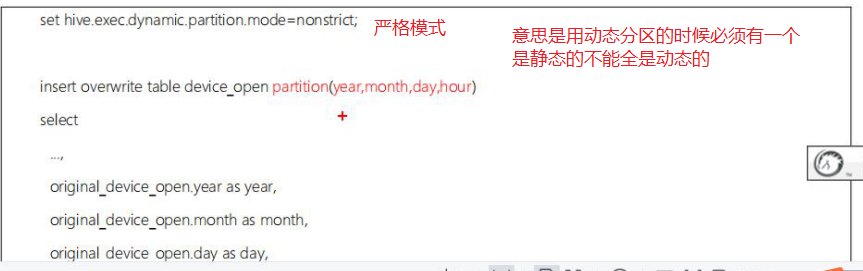 set hive.exec.dynamic.partition.mode=nonstrict; 严格模式
意思是用动态分区的时候必须有一个
是静态的不能全是动态的
insert overwrite table device_open partition(year,month,day,hour)
select
...,
original_device_open.year as year,
original_device_open.month as month,
original_device_open.day as day,